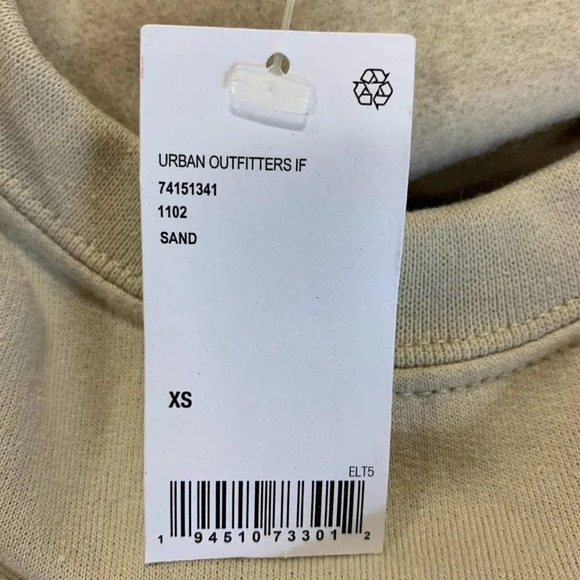 URBAN OUTFITTERS IF
74151341
1102
SAND
XS
ELT5
1 94510 73301 2